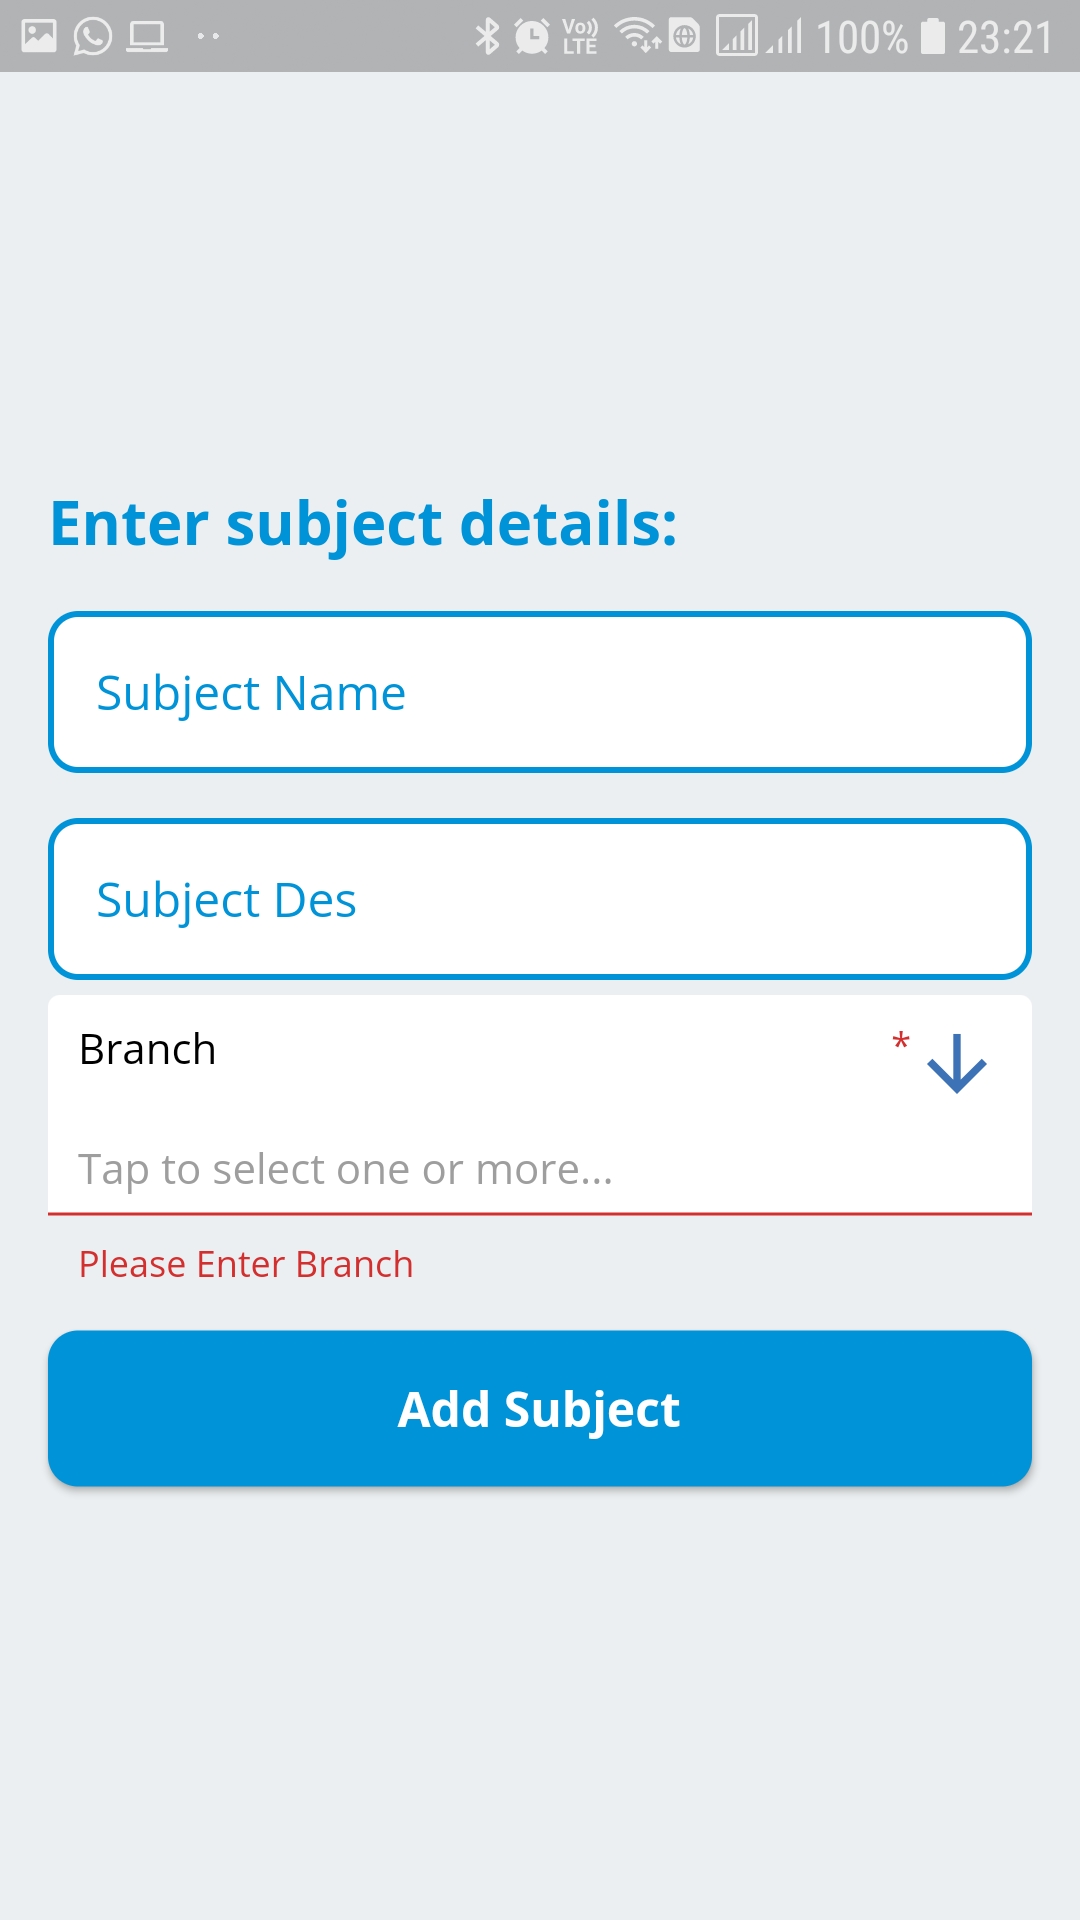 Vo)) LTE 100% 23:21
Enter subject details:
Subject Name
Subject Des
Branch *
Tap to select one or more...
Please Enter Branch
Add Subject